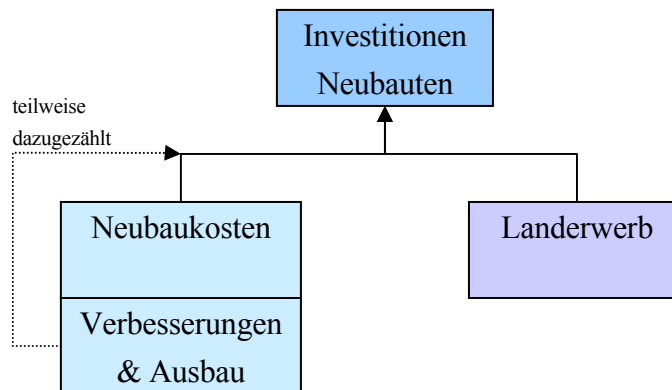 Investitionen
Neubauten
teilweise
dazugezählt
Neubaukosten
Landerwerb
Verbesserungen
& Ausbau